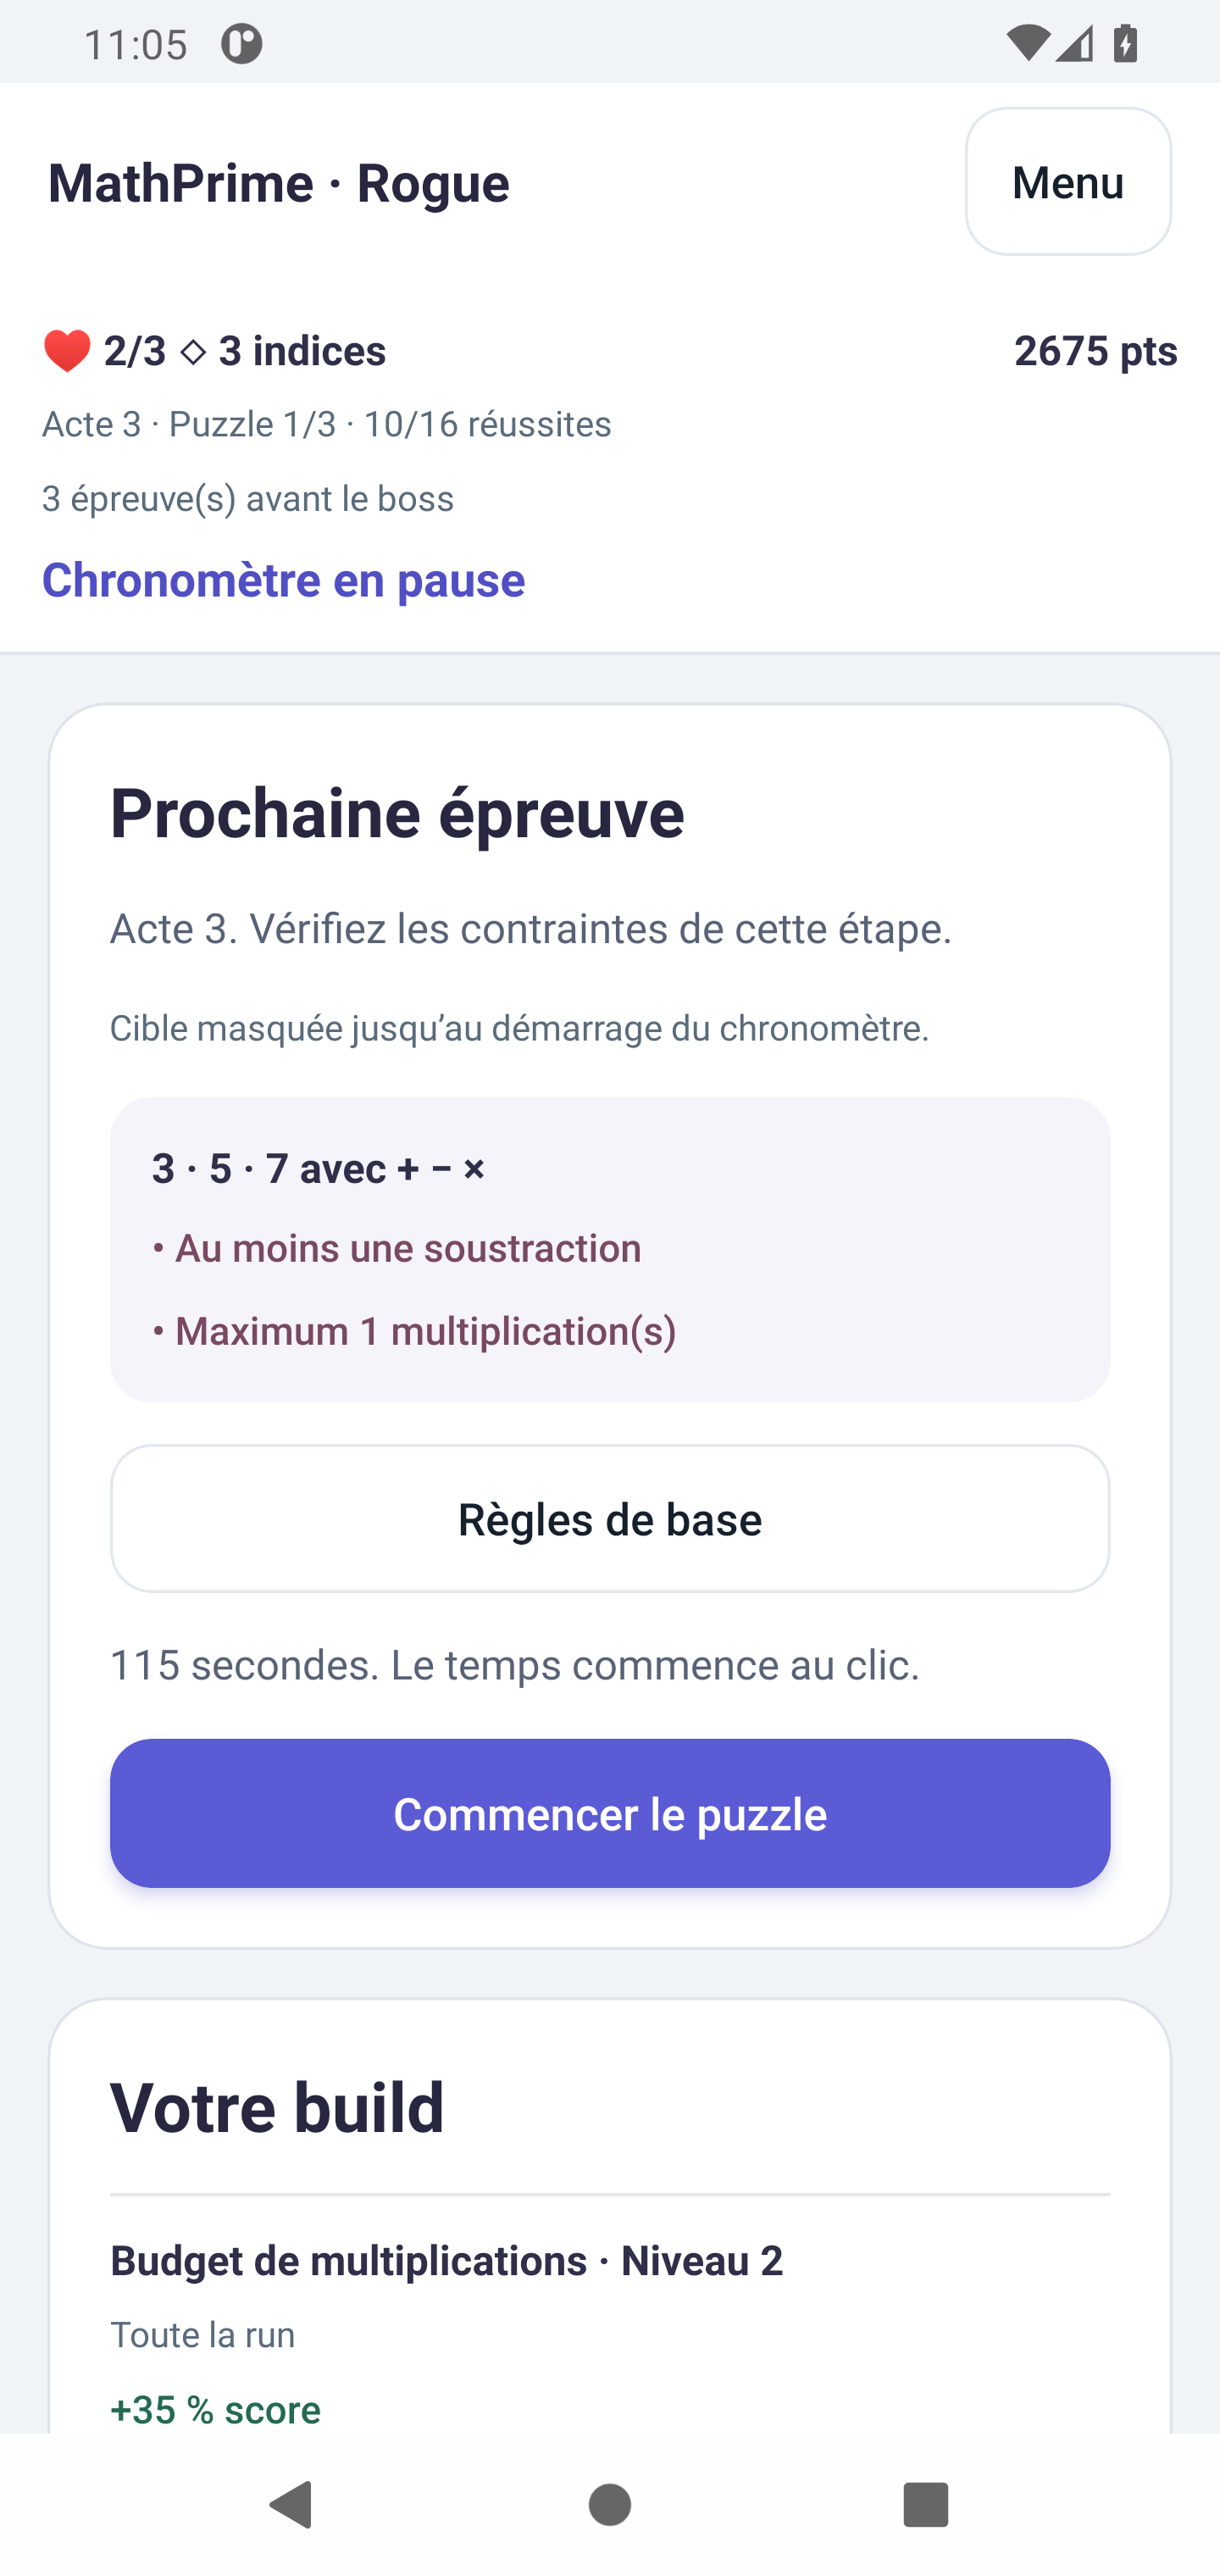 11:05
MathPrime · Rogue
Menu
2/3 ◇ 3 indices
2675 pts
Acte 3 · Puzzle 1/3 · 10/16 réussites
3 épreuve(s) avant le boss
Chronomètre en pause
Prochaine épreuve
Acte 3. Vérifiez les contraintes de cette étape.
Cible masquée jusqu’au démarrage du chronomètre.
3 · 5 · 7 avec + − ×
• Au moins une soustraction
• Maximum 1 multiplication(s)
Règles de base
115 secondes. Le temps commence au clic.
Commencer le puzzle
Votre build
Budget de multiplications · Niveau 2
Toute la run
+35 % score